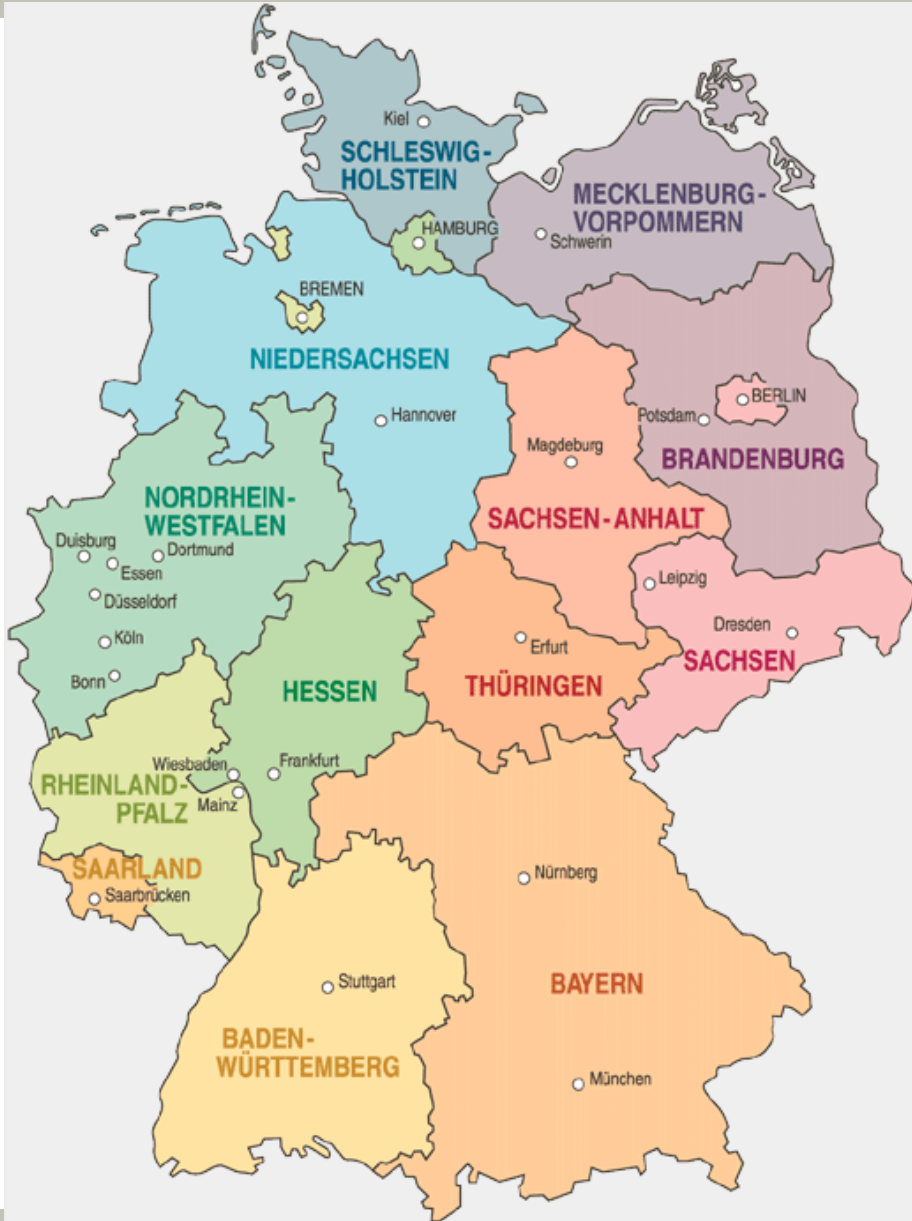 Kiel
SCHLESWIG-
HOLSTEIN
MECKLENBURG-
VORPOMMERN
HAMBURG
Schwerin
BREMEN
NIEDERSACHSEN
Hannover
BERLIN
Potsdam
BRANDENBURG
Magdeburg
SACHSEN-ANHALT
NORDRHEIN-
WESTFALEN
Duisburg
Dortmund
Essen
Düsseldorf
Köln
Bonn
Leipzig
Dresden
SACHSEN
Erfurt
THÜRINGEN
HESSEN
Wiesbaden
Frankfurt
Mainz
RHEINLAND-
PFALZ
SAARLAND
Saarbrücken
Nürnberg
BAYERN
Stuttgart
BADEN-
WÜRTTEMBERG
München